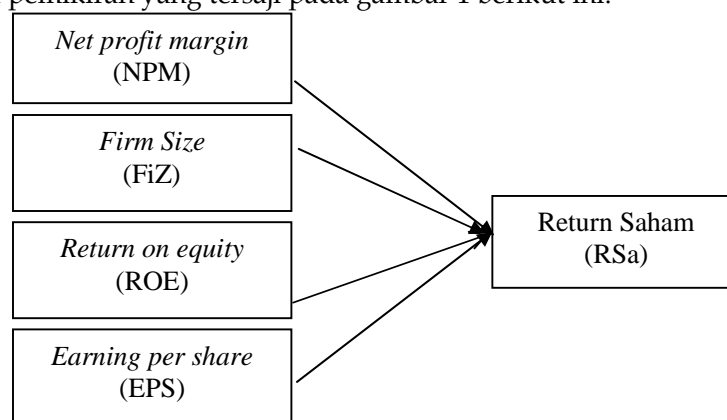 pemikiran yang tersaji pada gambar 1 berikut ini.
Net profit margin
(NPM)
Firm Size
(FiZ)
Return on equity
(ROE)
Earning per share
(EPS)
Return Saham
(RSa)